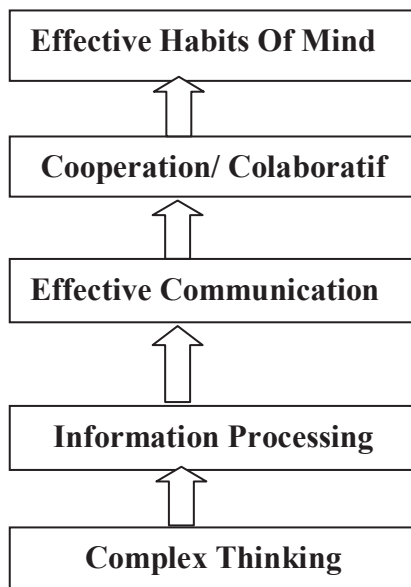 Effective Habits Of Mind
Cooperation/ Colaboratif
Effective Communication
Information Processing
Complex Thinking